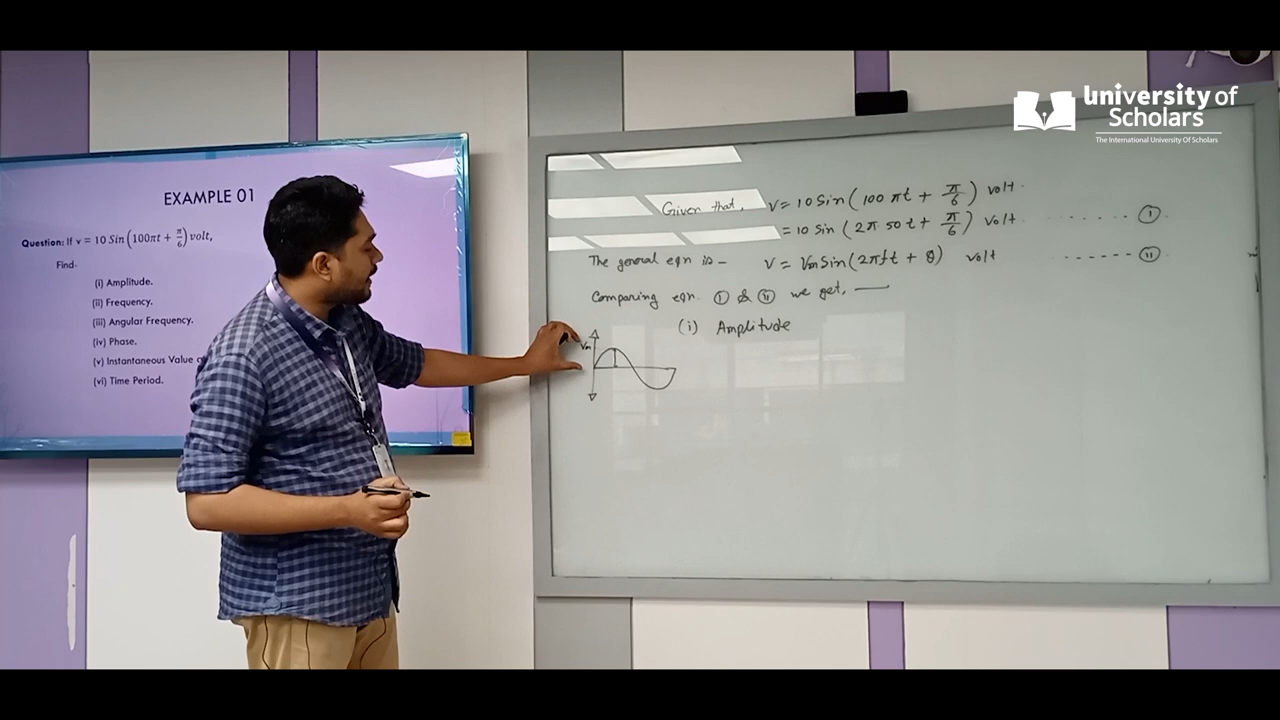 University of
Scholars
The International University Of Scholars
EXAMPLE 01
Question: If v = 10 Sin(100πt + π/6) volt,
Find-
(i) Amplitude.
(ii) Frequency.
(iii) Angular Frequency.
(iv) Phase.
(v) Instantaneous Value
(vi) Time Period.
Given that, V = 10 Sin (100 πt + π/6) volt.
= 10 Sin (2π 50 t + π/6) volt. ....... I
The general eqn is - V = Vm Sin (2πft + θ) volt ------ II
Comparing eqn. I & II we get, —
(i) Amplitude
Vm